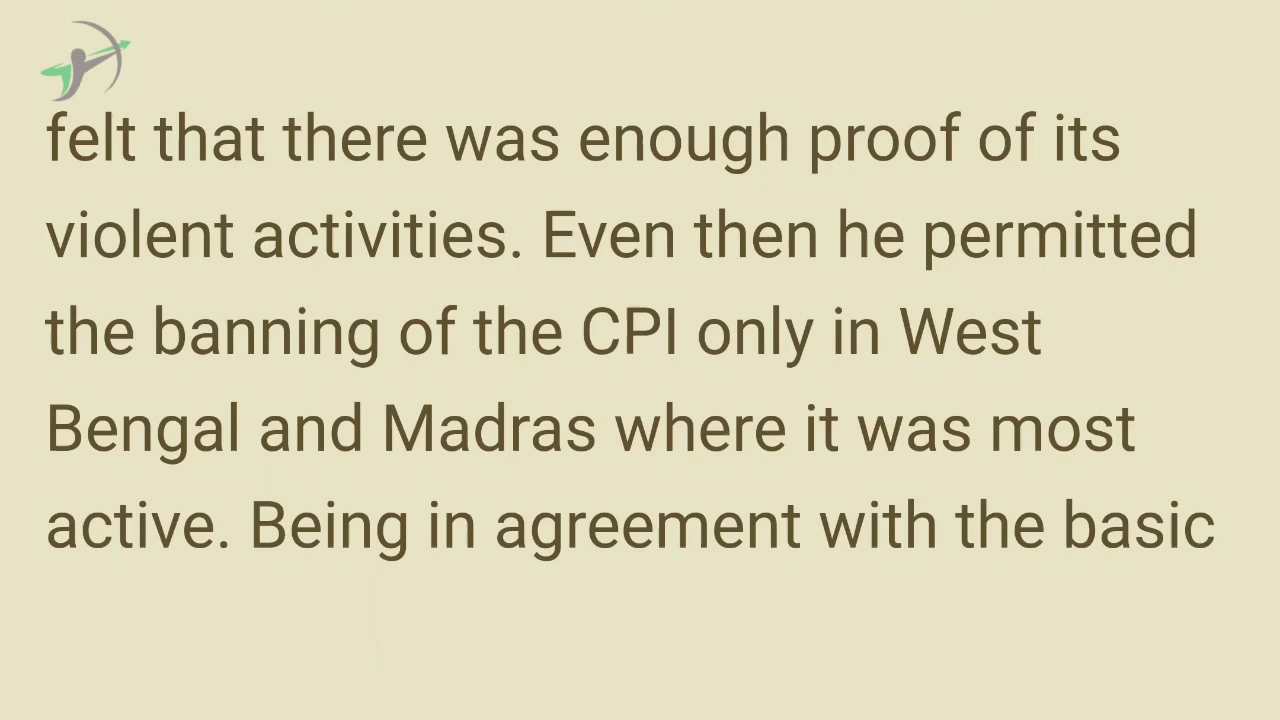 felt that there was enough proof of its
violent activities. Even then he permitted
the banning of the CPI only in West
Bengal and Madras where it was most
active. Being in agreement with the basic